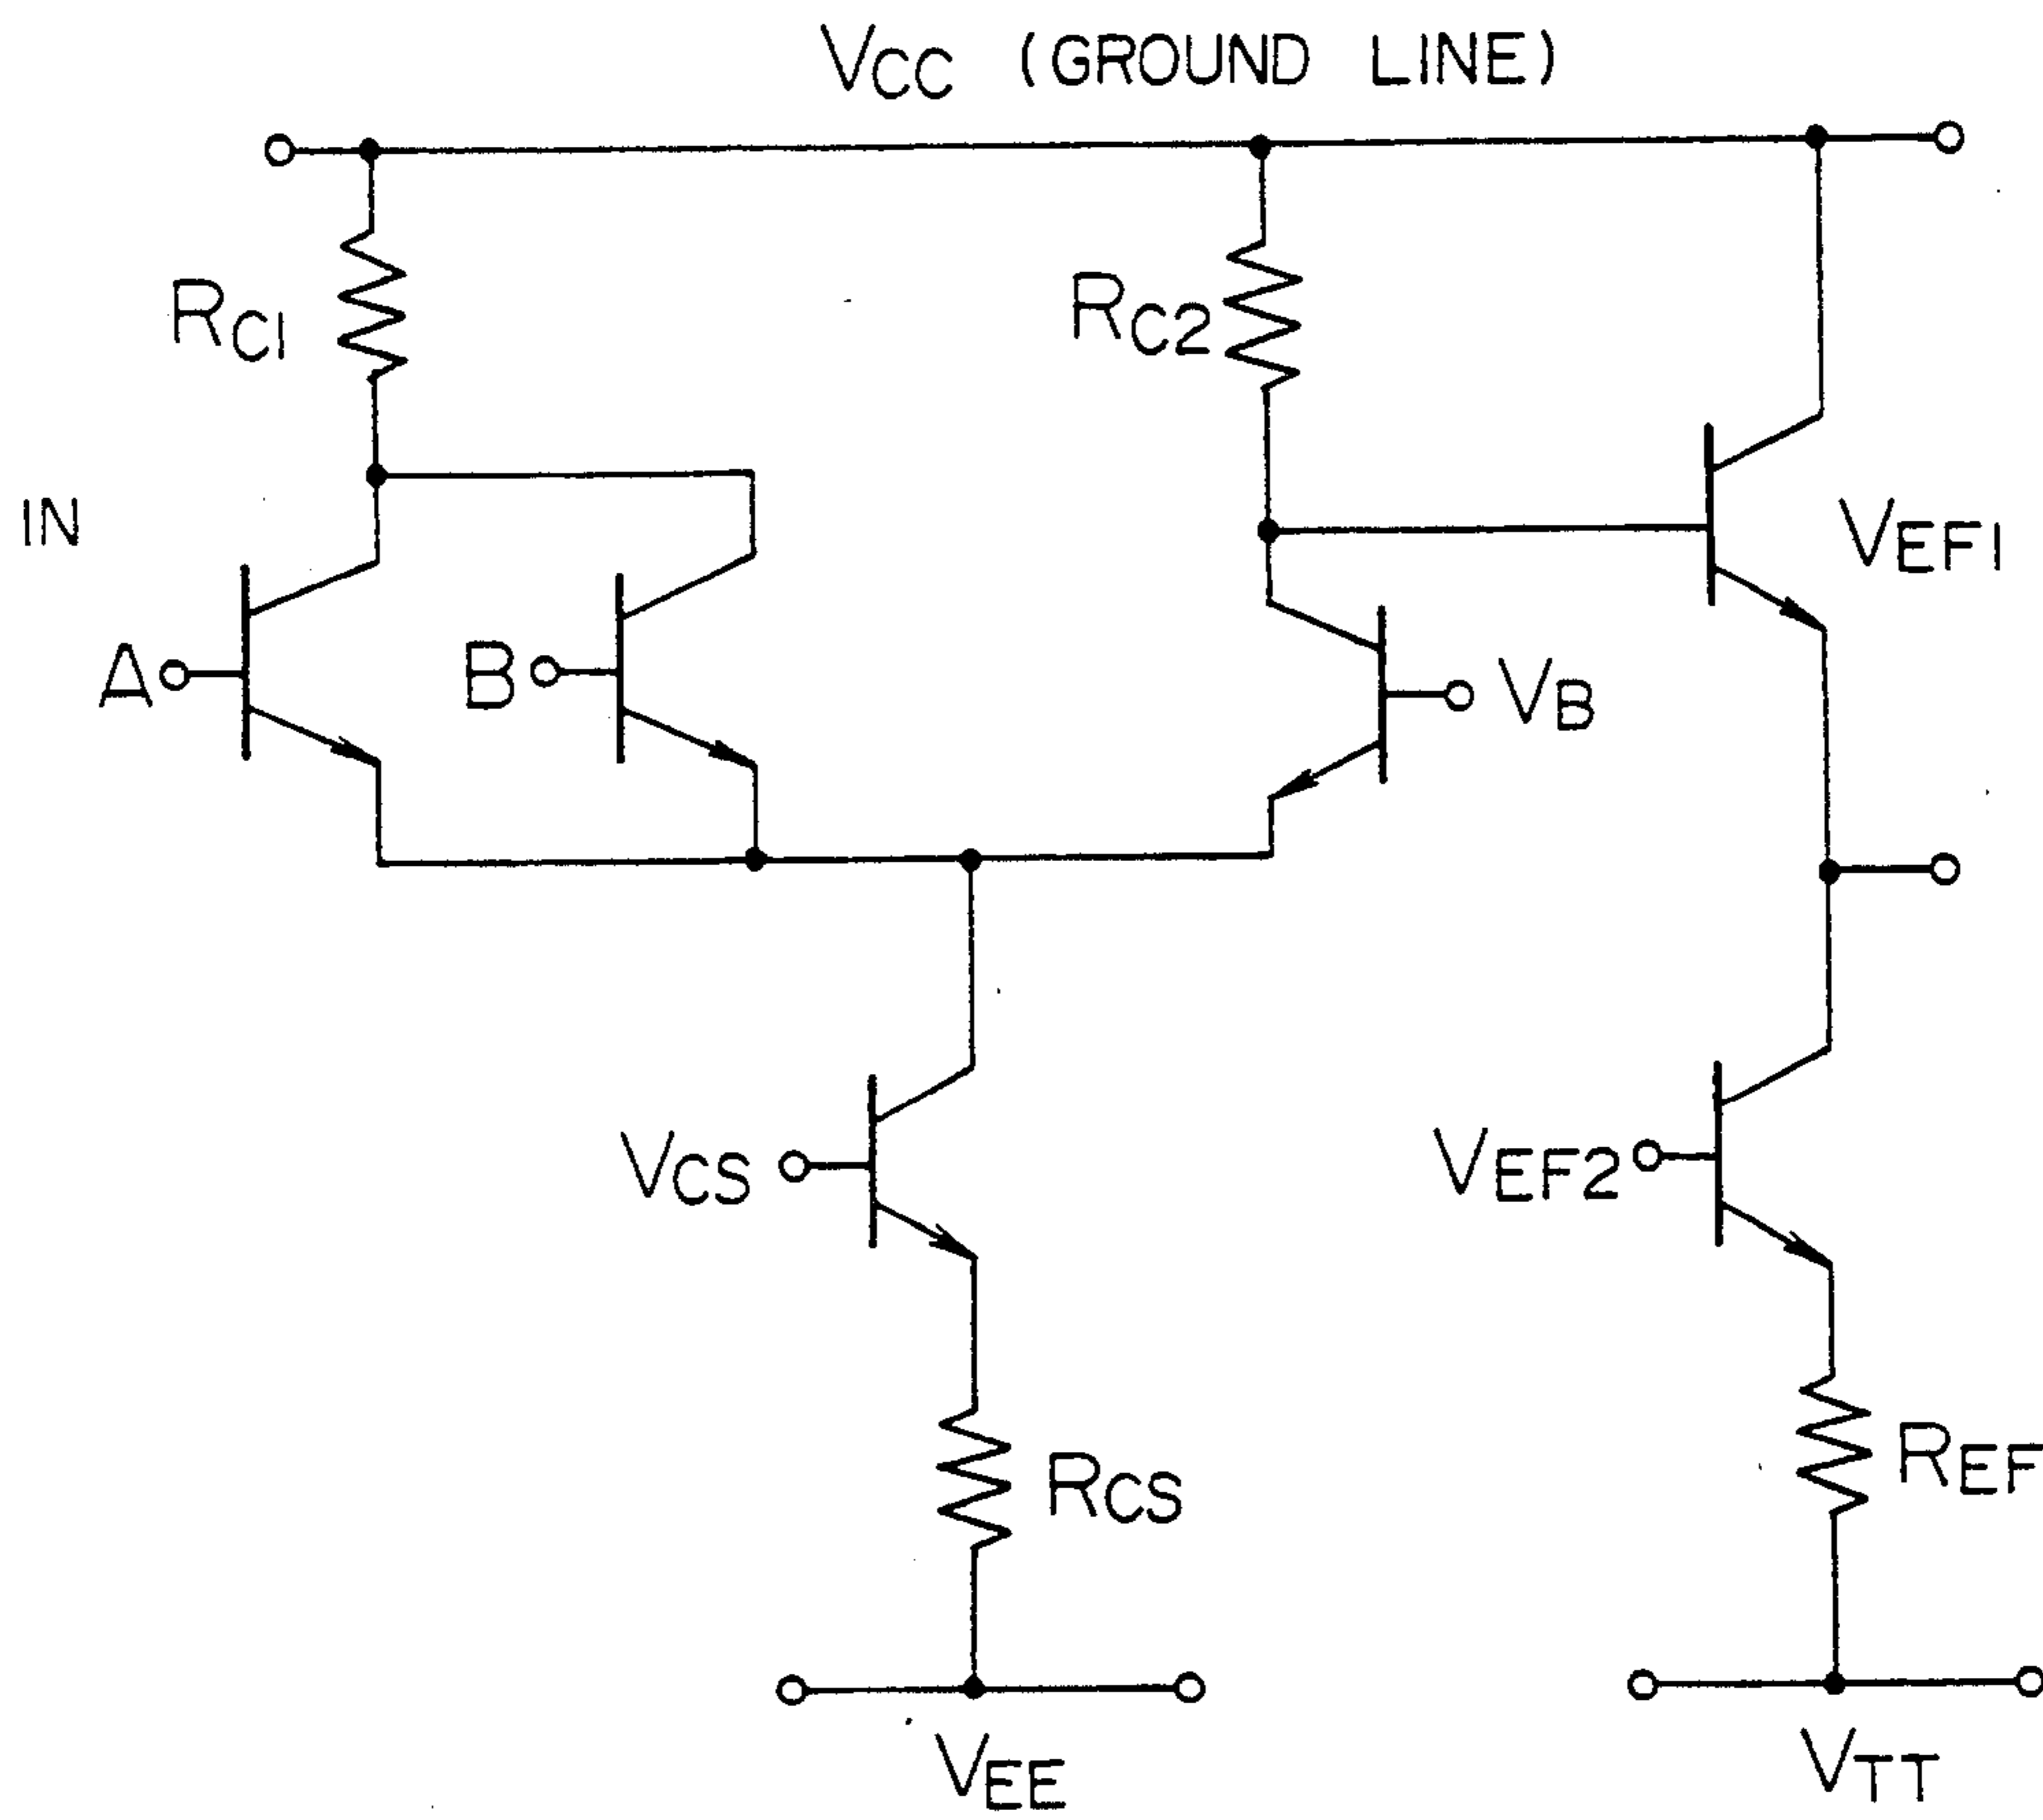 VCC (GROUND LINE)
RC1
RC2
IN
VEF1
A
B
VB
VCS
VEF2
RCS
REF
VEE
VTT